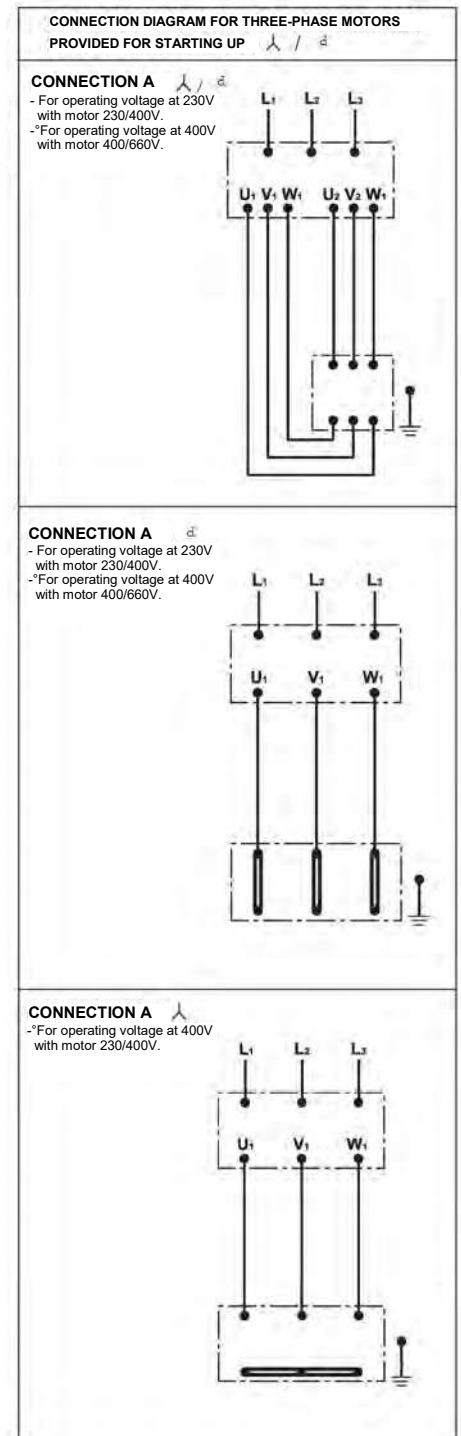 CONNECTION DIAGRAM FOR THREE-PHASE MOTORS
PROVIDED FOR STARTING UP 人 / d
CONNECTION A 人 / d
- For operating voltage at 230V
with motor 230/400V.
-°For operating voltage at 400V
with motor 400/660V.
L₁ L₂ L₃
U₁ V₁ W₁ U₂ V₂ W₁
CONNECTION A d
- For operating voltage at 230V
with motor 230/400V.
-°For operating voltage at 400V
with motor 400/660V.
L₁ L₂ L₃
U₁ V₁ W₁
CONNECTION A 人
-°For operating voltage at 400V
with motor 230/400V.
L₁ L₂ L₃
U₁ V₁ W₁